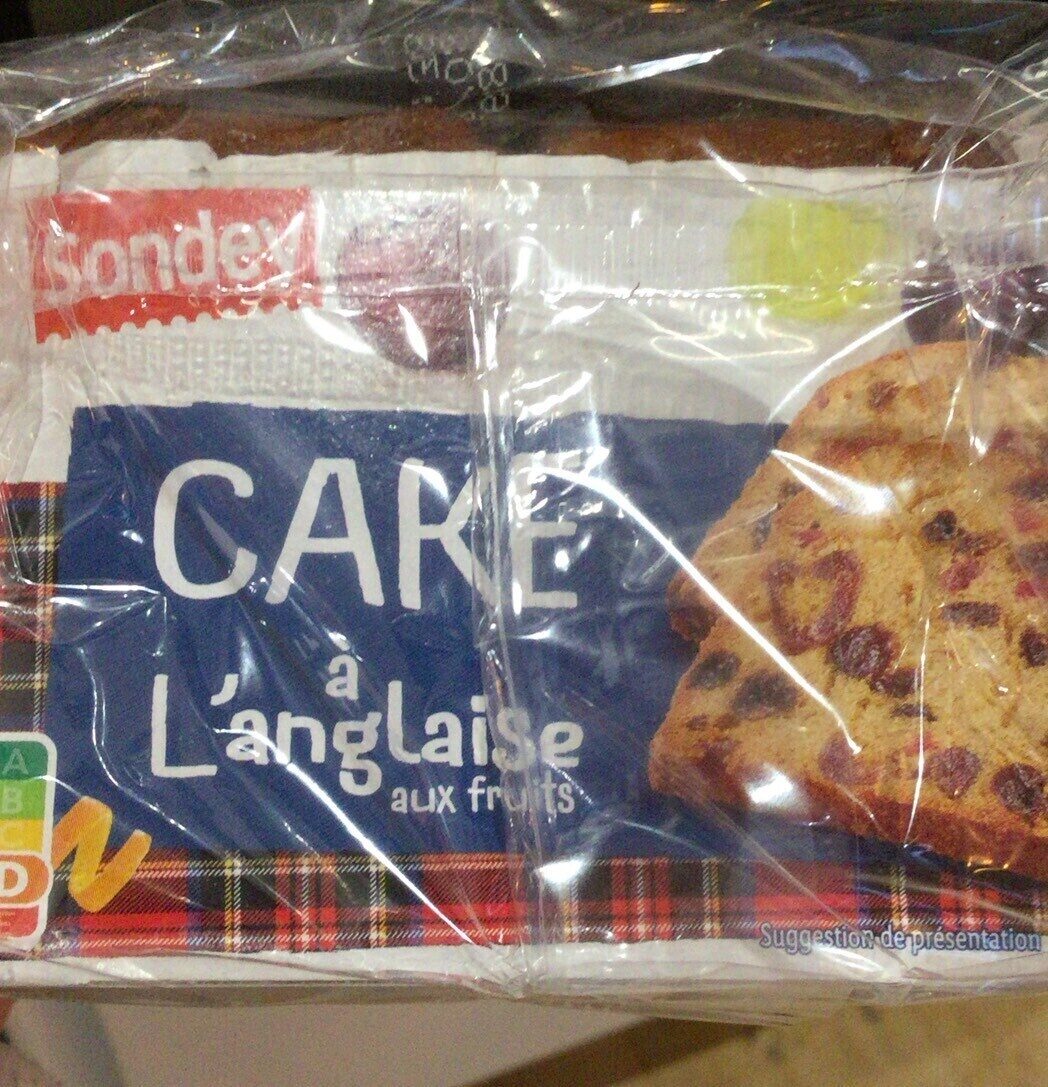 Sondey
CAKE
à
L'anglaise
aux fruits
A
B
C
D
E
Suggestion de présentation